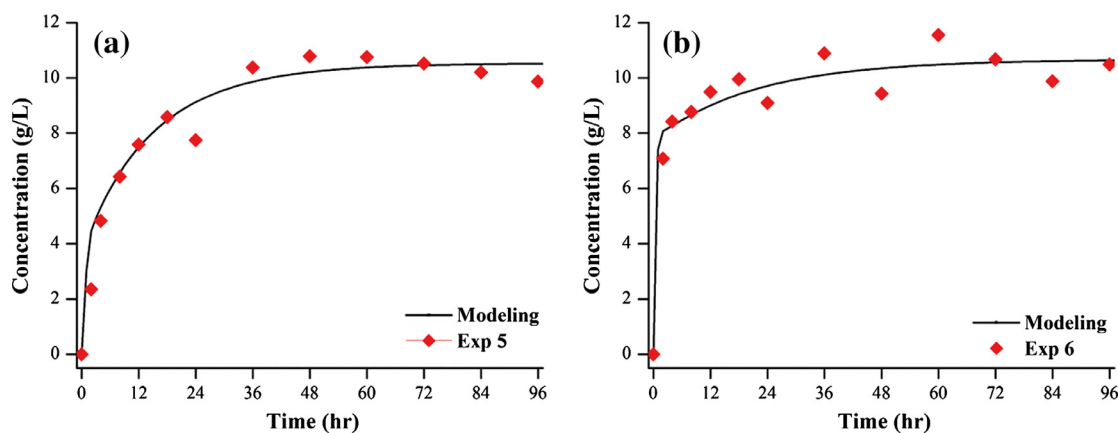 (a)
Concentration (g/L)
12
10
8
6
4
2
0
Modeling
Exp 5
0 12 24 36 48 60 72 84 96
Time (hr)
(b)
Concentration (g/L)
12
10
8
6
4
2
0
Modeling
Exp 6
0 12 24 36 48 60 72 84 96
Time (hr)